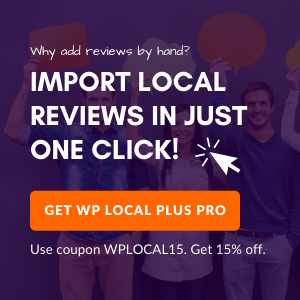 Why add reviews by hand?
IMPORT LOCAL
REVIEWS IN JUST
ONE CLICK!
GET WP LOCAL PLUS PRO
Use coupon WPLOCAL15. Get 15% off.